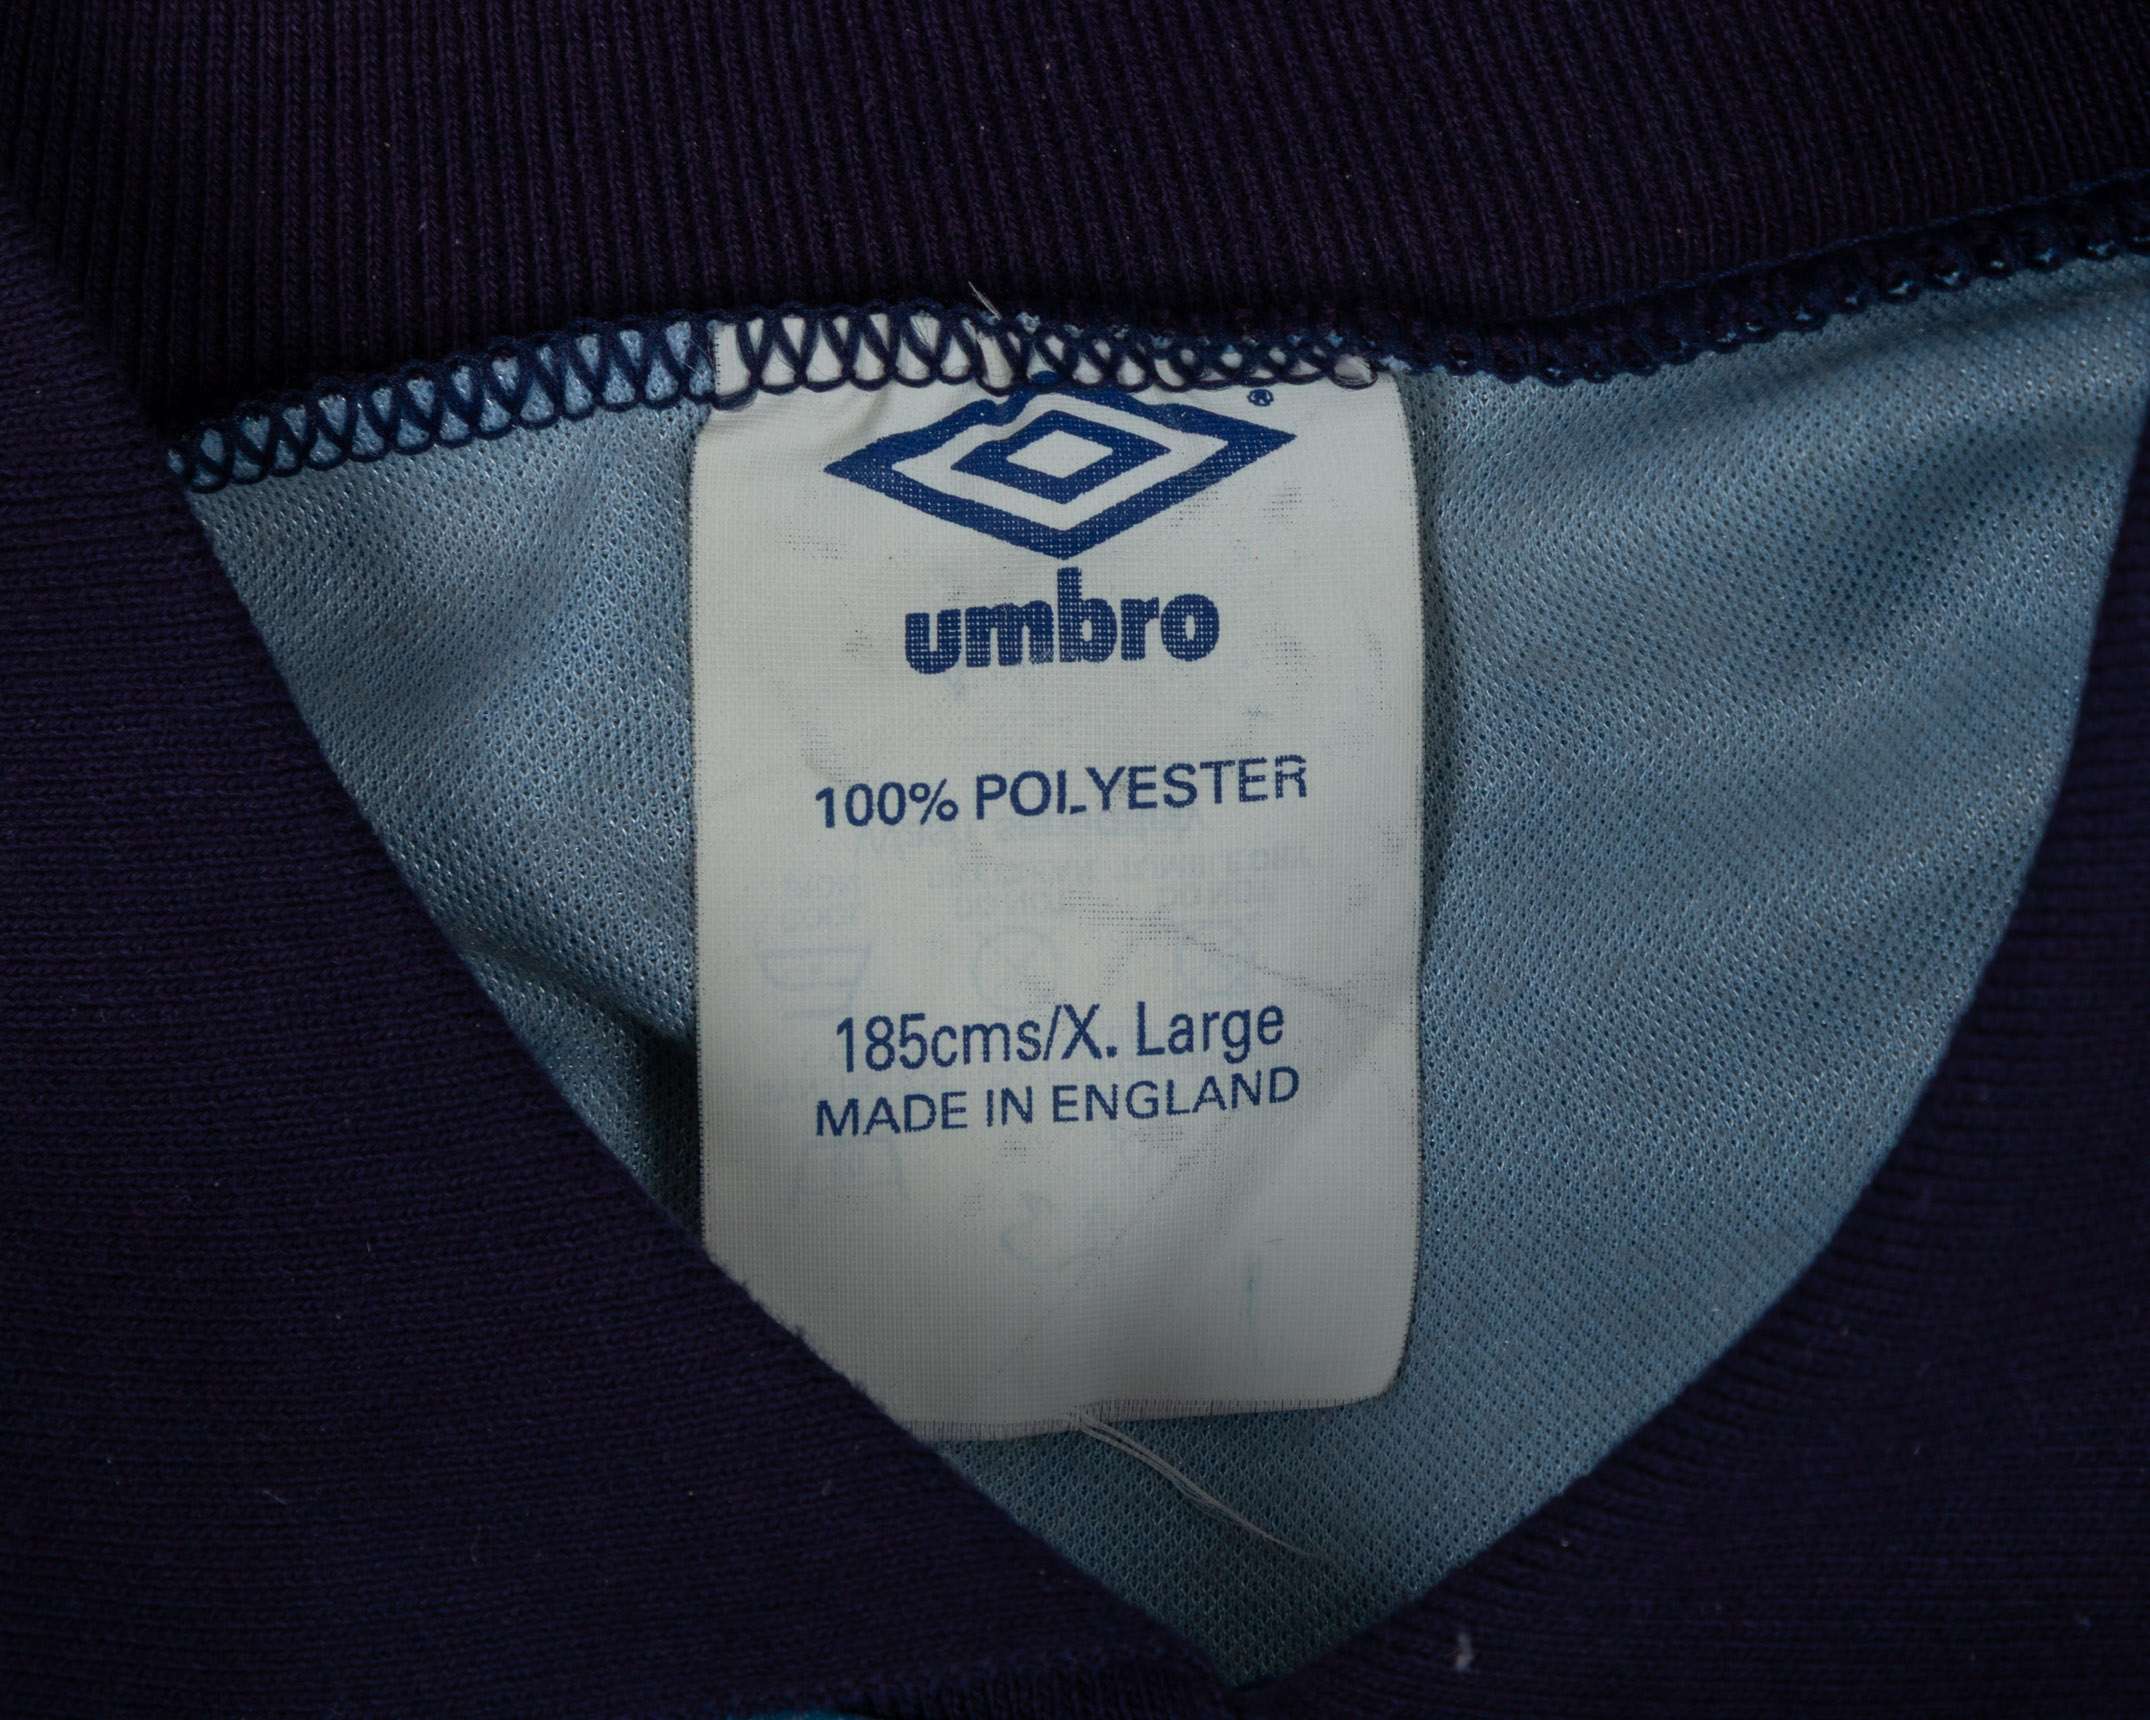 ®
umbro
100% POLYESTER
185cms/X. Large
MADE IN ENGLAND